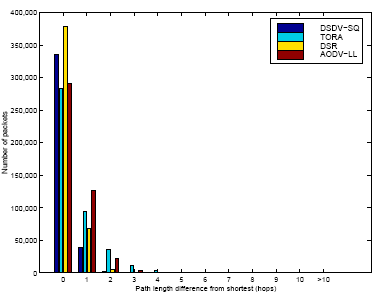 400,000
350,000
300,000
250,000
200,000
150,000
100,000
50,000
0
Number of packets
DSDV-SQ
TORA
DSR
AODV-LL
0 1 2 3 4 5 6 7 8 9 10 >10
Path length difference from shortest (hops)